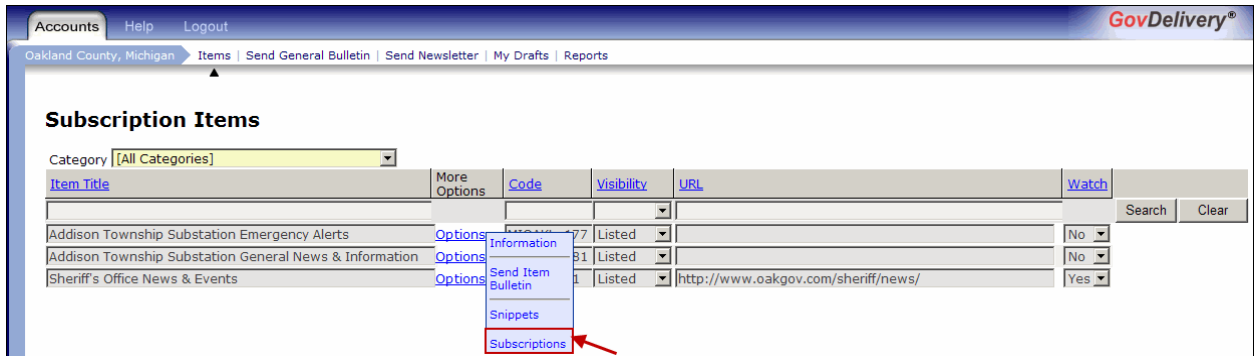 Accounts Help Logout GovDelivery®
Oakland County, Michigan Items | Send General Bulletin | Send Newsletter | My Drafts | Reports
Subscription Items
Category [All Categories]
Item Title More Options Code Visibility URL Watch
Search Clear
Addison Township Substation Emergency Alerts Options 77 Listed No
Addison Township Substation General News & Information Options 81 Listed No
Sheriff's Office News & Events Options 1 Listed http://www.oakgov.com/sheriff/news/ Yes
Information
Send Item
Bulletin
Snippets
Subscriptions